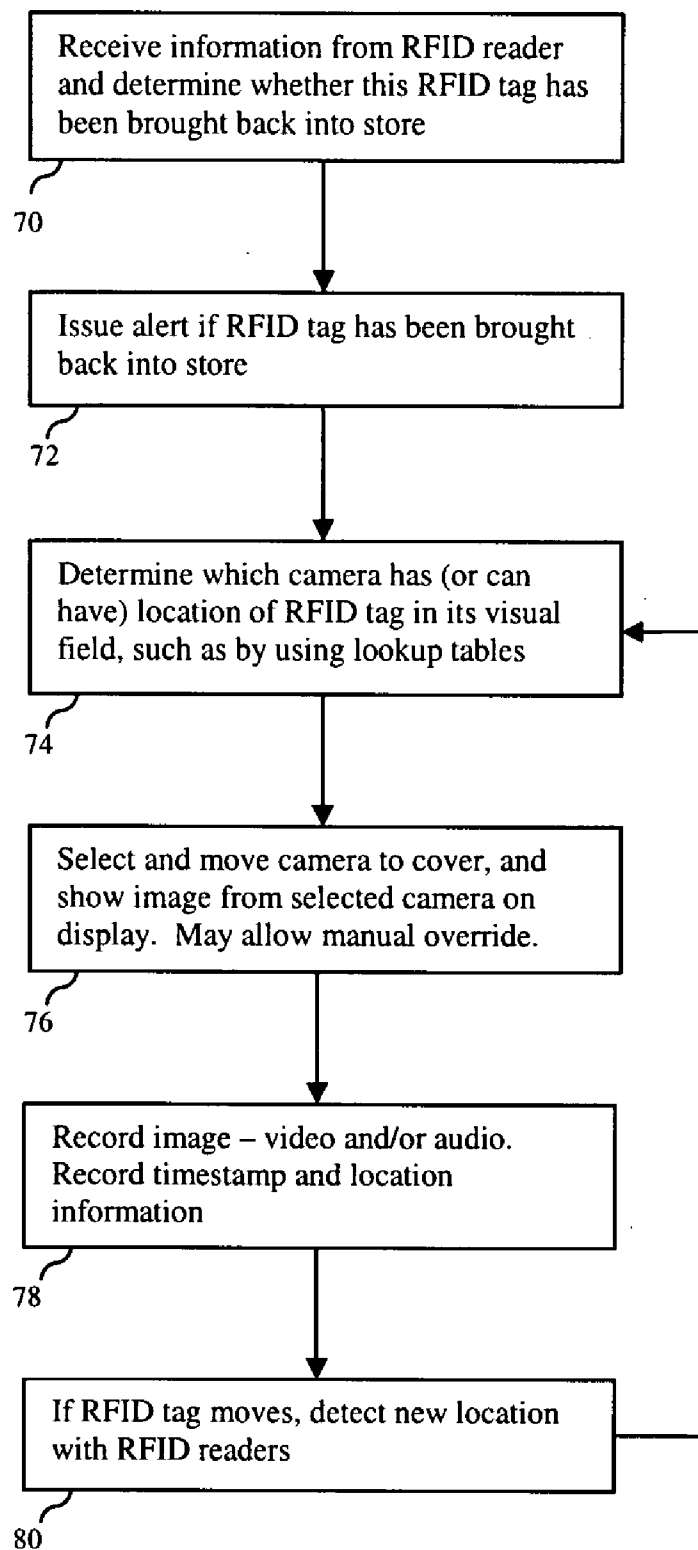 Receive information from RFID reader
and determine whether this RFID tag has
been brought back into store
70
Issue alert if RFID tag has been brought
back into store
72
Determine which camera has (or can
have) location of RFID tag in its visual
field, such as by using lookup tables
74
Select and move camera to cover, and
show image from selected camera on
display. May allow manual override.
76
Record image – video and/or audio.
Record timestamp and location
information
78
If RFID tag moves, detect new location
with RFID readers
80